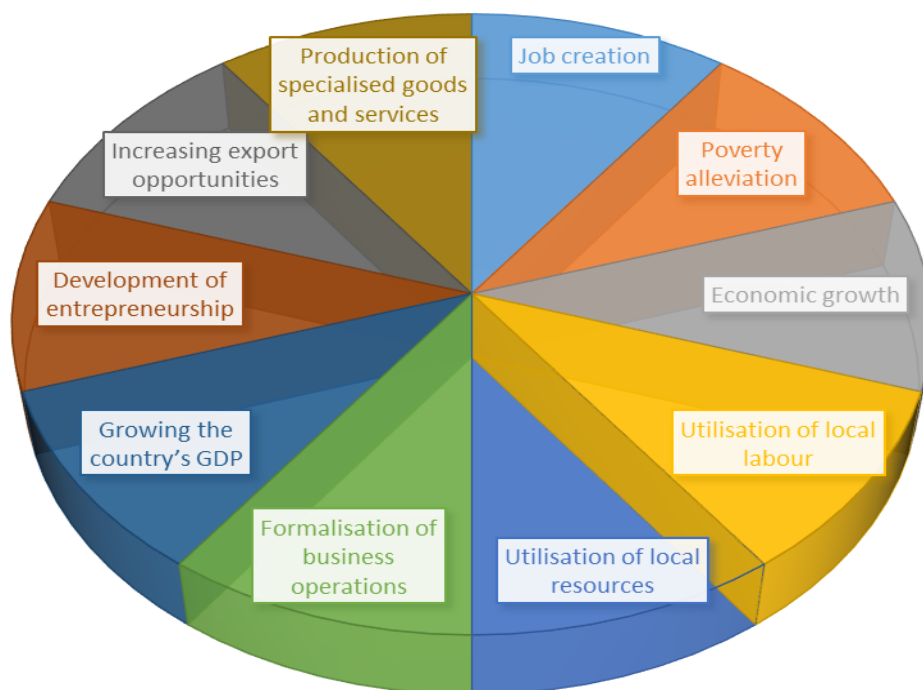 Job creation
Poverty
alleviation
Economic growth
Utilisation of local
labour
Utilisation of local
resources
Formalisation of
business
operations
Growing the
country’s GDP
Development of
entrepreneurship
Increasing export
opportunities
Production of
specialised goods
and services